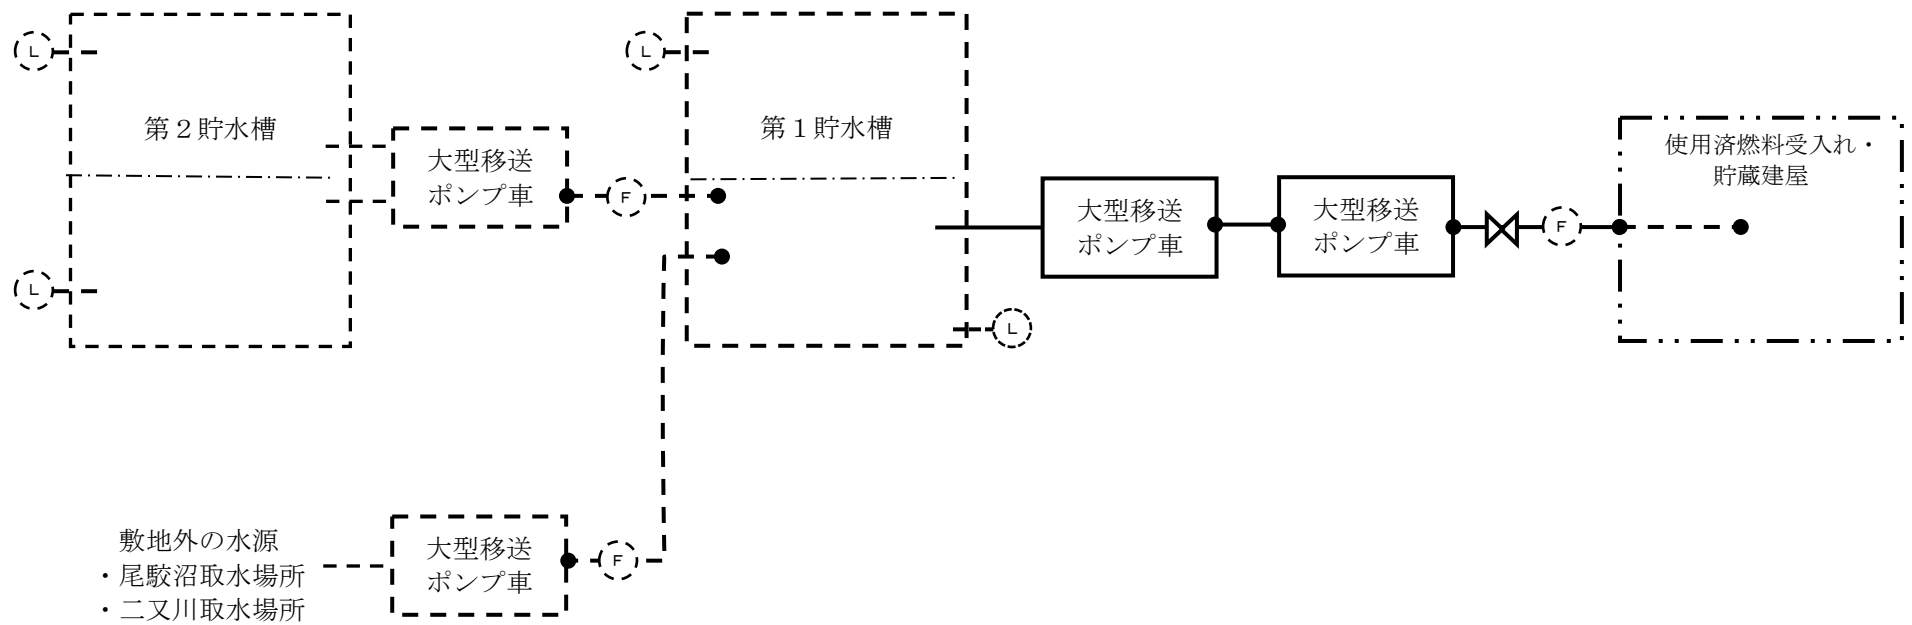 L
第２貯水槽
L
大型移送
ポンプ車
F
L
第１貯水槽
L
大型移送
ポンプ車
大型移送
ポンプ車
F
使用済燃料受入れ・
貯蔵建屋
敷地外の水源
・尾駮沼取水場所
・二又川取水場所
大型移送
ポンプ車
F